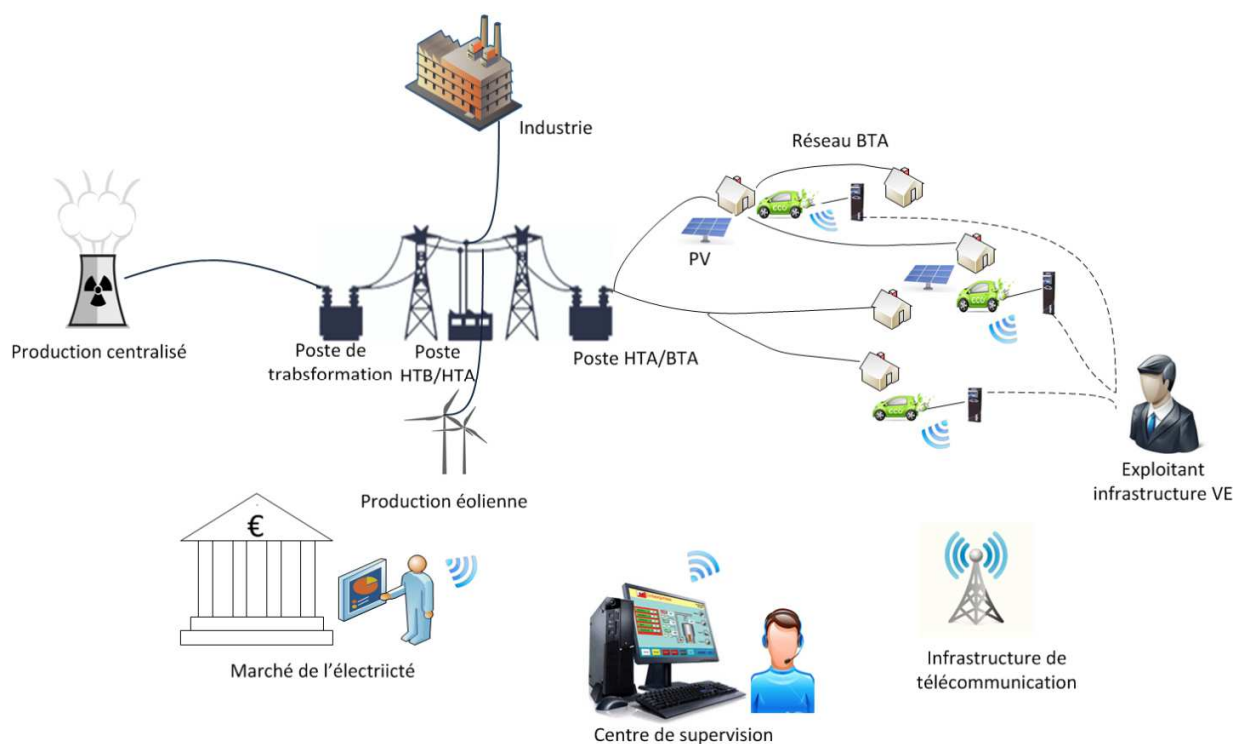 Industrie
Réseau BTA
PV
Production centralisé
Poste de
trabsformation
Poste
HTB/HTA
Poste HTA/BTA
Production éolienne
Exploitant
infrastructure VE
€
Marché de l'électriicté
Centre de supervision
Infrastructure de
télécommunication